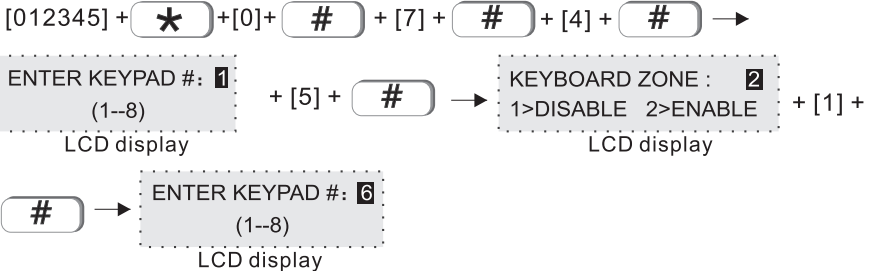 [012345] + * +[0]+ # + [7] + # + [4] + #
ENTER KEYPAD #: 1
(1--8)
LCD display
+ [5] + #
KEYBOARD ZONE : 2
1>DISABLE 2>ENABLE
LCD display
+ [1] +
#
ENTER KEYPAD #: 6
(1--8)
LCD display